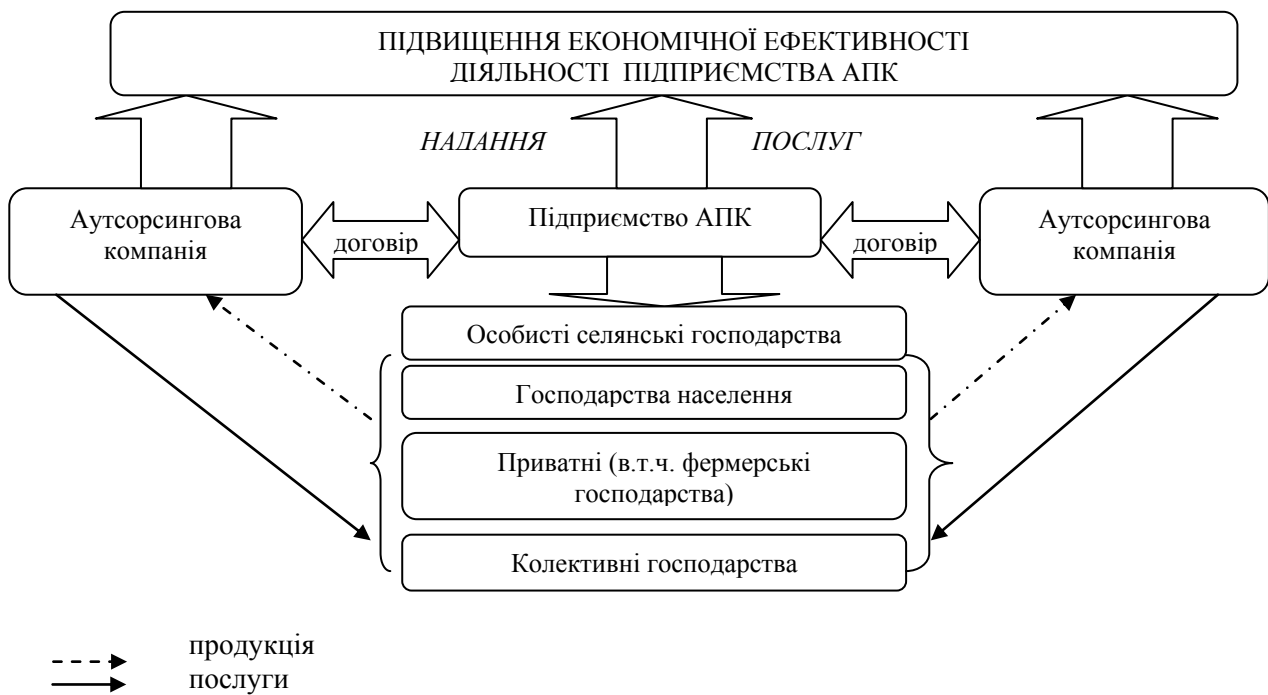 ПІДВИЩЕННЯ ЕКОНОМІЧНОЇ ЕФЕКТИВНОСТІ
ДІЯЛЬНОСТІ ПІДПРИЄМСТВА АПК
НАДАННЯ ПОСЛУГ
Аутсорсингова
компанія
договір
Підприємство АПК
договір
Аутсорсингова
компанія
Особисті селянські господарства
Господарства населення
Приватні (в.т.ч. фермерські
господарства)
Колективні господарства
продукція
послуги